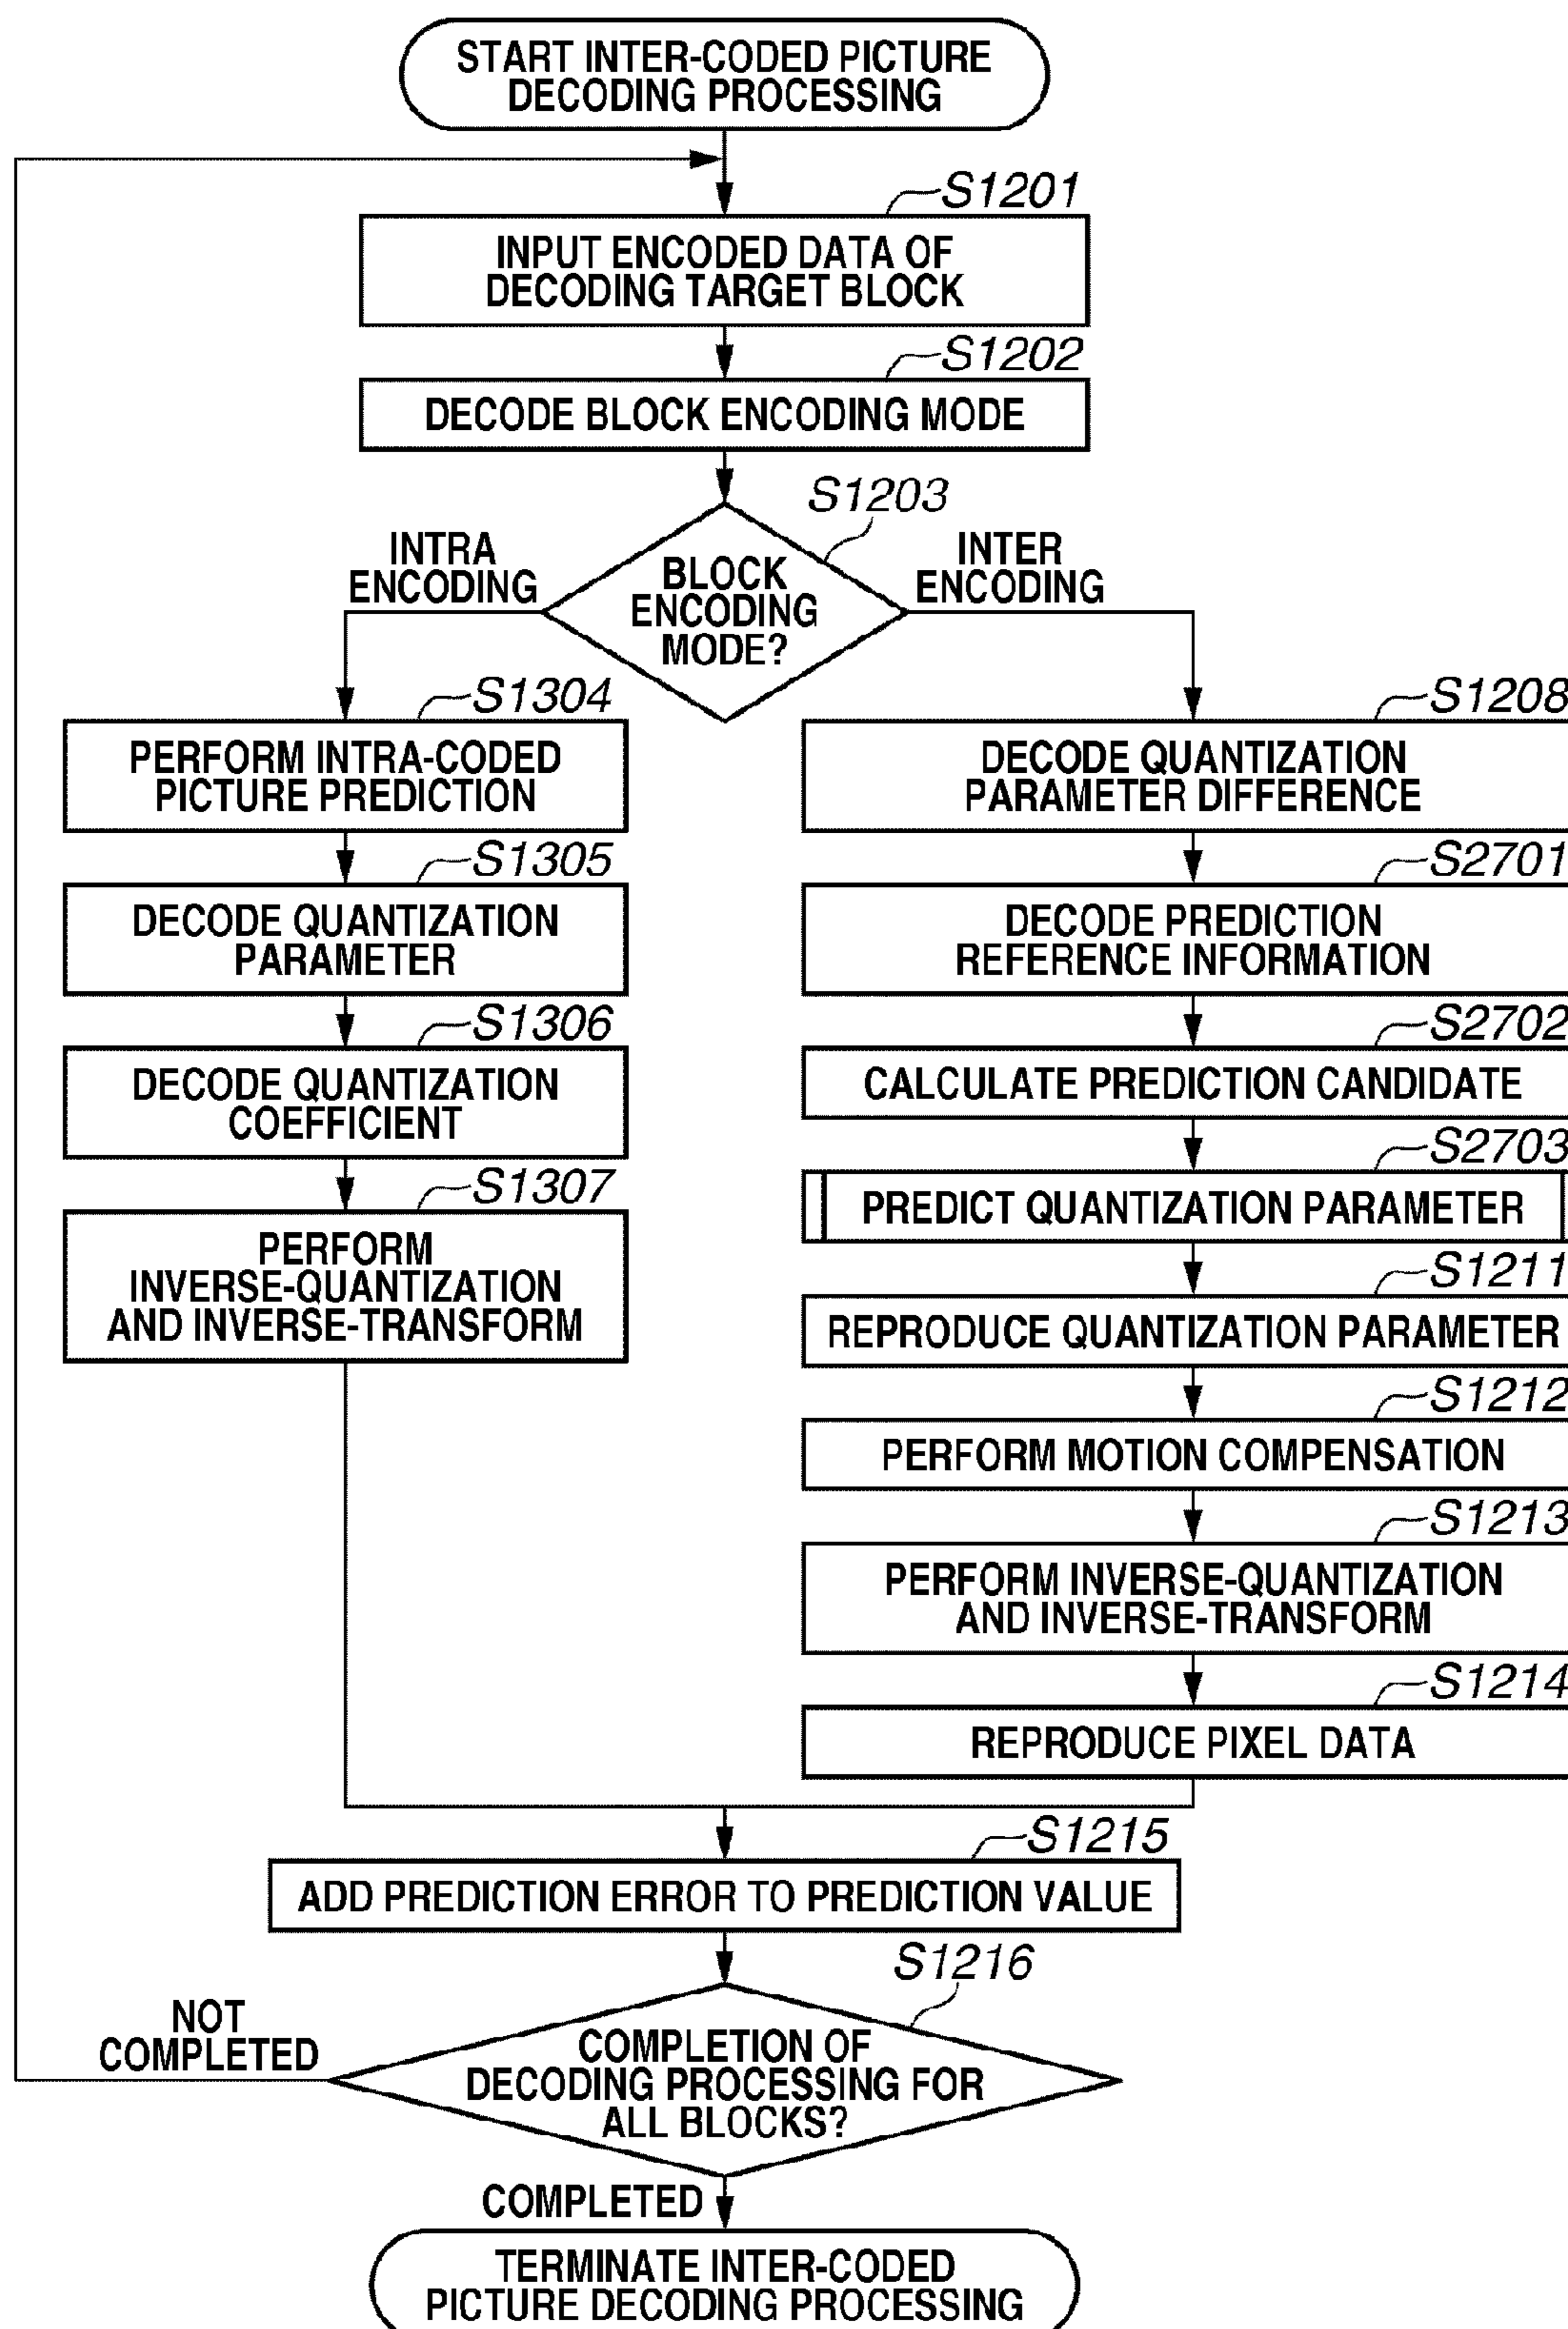 START INTER-CODED PICTURE
DECODING PROCESSING
S1201
INPUT ENCODED DATA OF
DECODING TARGET BLOCK
S1202
DECODE BLOCK ENCODING MODE
S1203
INTRA
ENCODING
BLOCK
ENCODING
MODE?
INTER
ENCODING
S1304
PERFORM INTRA-CODED
PICTURE PREDICTION
S1305
DECODE QUANTIZATION
PARAMETER
S1306
DECODE QUANTIZATION
COEFFICIENT
S1307
PERFORM
INVERSE-QUANTIZATION
AND INVERSE-TRANSFORM
S1208
DECODE QUANTIZATION
PARAMETER DIFFERENCE
S2701
DECODE PREDICTION
REFERENCE INFORMATION
S2702
CALCULATE PREDICTION CANDIDATE
S2703
PREDICT QUANTIZATION PARAMETER
S1211
REPRODUCE QUANTIZATION PARAMETER
S1212
PERFORM MOTION COMPENSATION
S1213
PERFORM INVERSE-QUANTIZATION
AND INVERSE-TRANSFORM
S1214
REPRODUCE PIXEL DATA
S1215
ADD PREDICTION ERROR TO PREDICTION VALUE
S1216
NOT
COMPLETED
COMPLETION OF
DECODING PROCESSING FOR
ALL BLOCKS?
COMPLETED
TERMINATE INTER-CODED
PICTURE DECODING PROCESSING